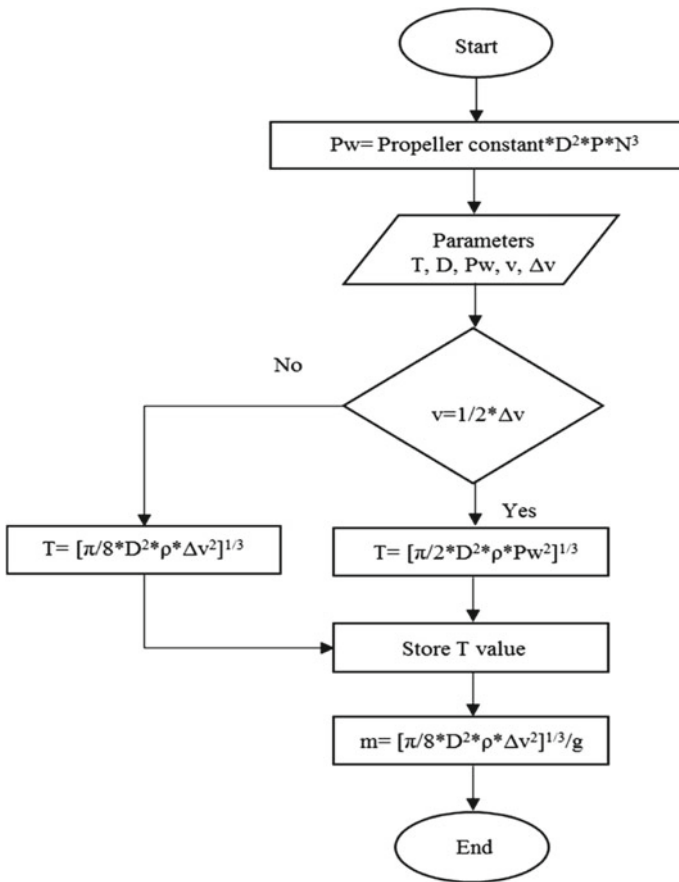 Start
Pw= Propeller constant*D²*P*N³
Parameters
T, D, Pw, v, Δv
No
v=1/2*Δv
Yes
T= [π/8*D²*ρ*Δv²]¹/³
T= [π/2*D²*ρ*Pw²]¹/³
Store T value
m= [π/8*D²*ρ*Δv²]¹/³/g
End